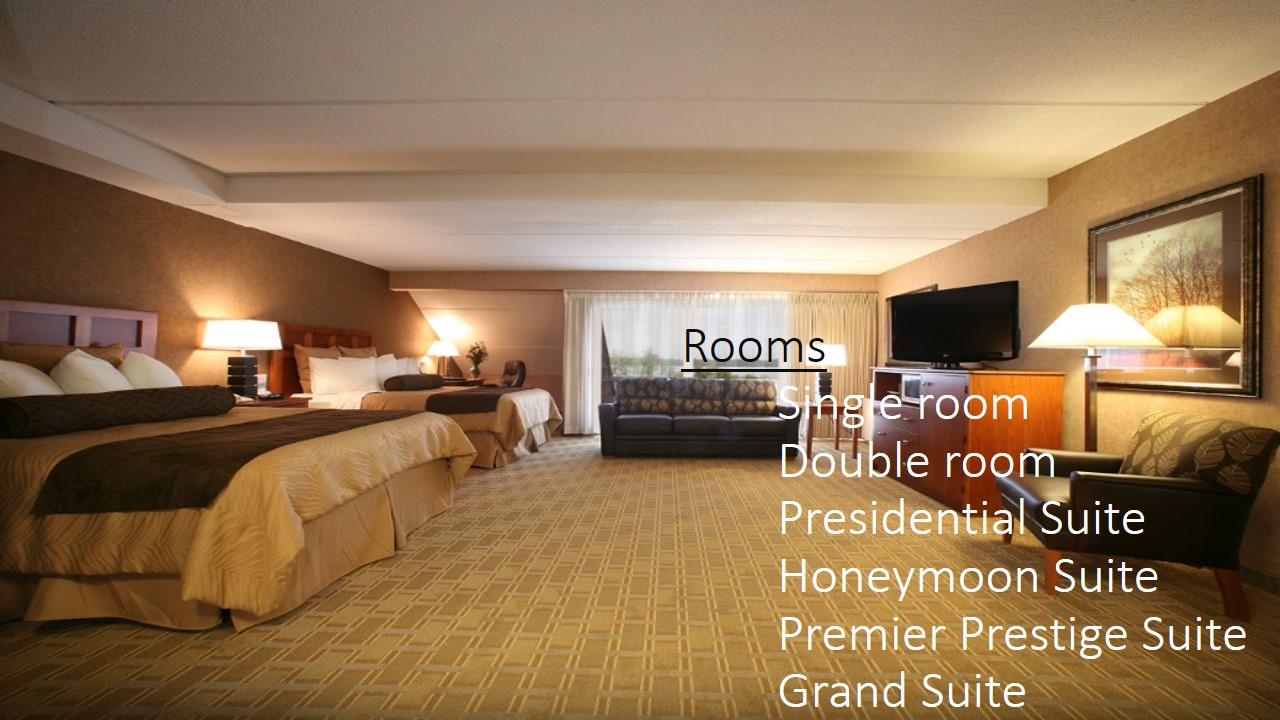 Rooms
Single room
Double room
Presidential Suite
Honeymoon Suite
Premier Prestige Suite
Grand Suite